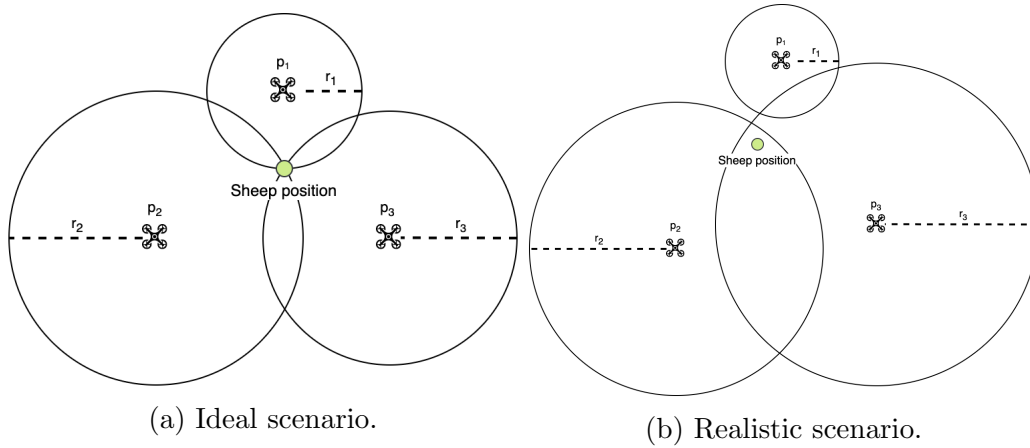 p₁
r₁
Sheep position
p₂
r₂
p₃
r₃
(a) Ideal scenario.
p₁
r₁
Sheep position
p₃
r₃
p₂
r₂
(b) Realistic scenario.